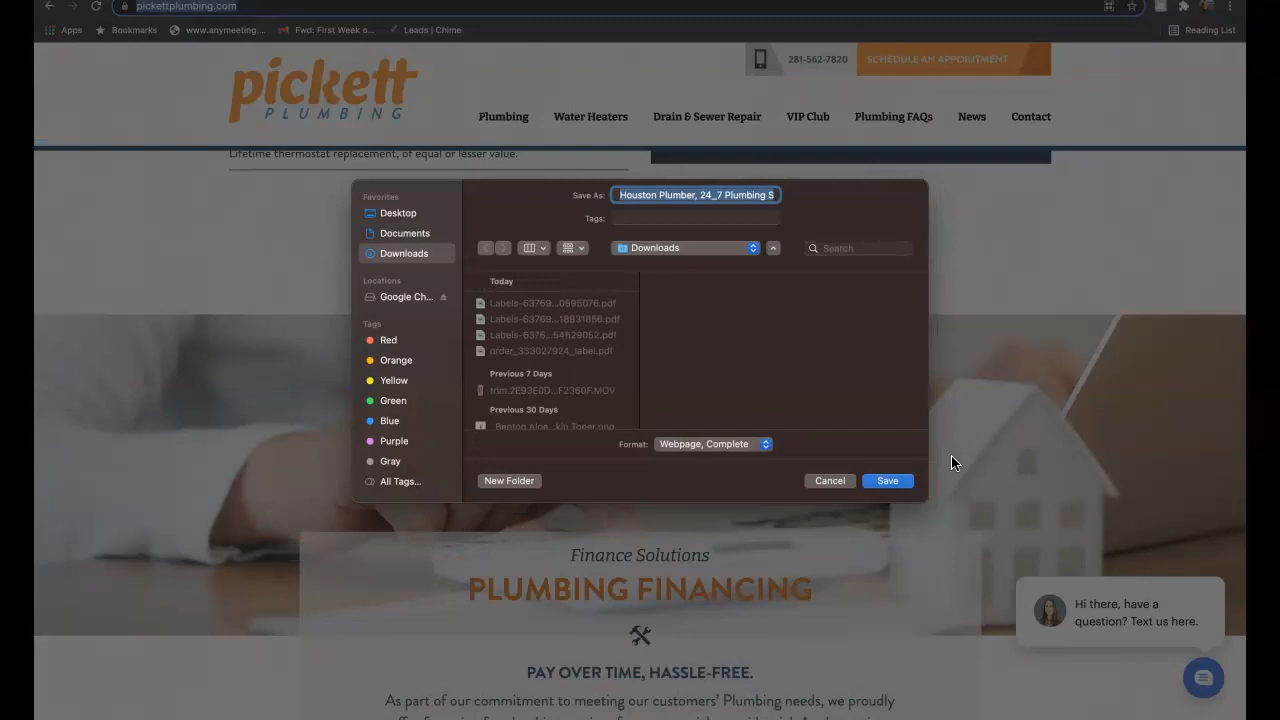 pickettplumbing.com
Apps
Bookmarks
www.anymeeting....
Fwd: First Week o...
Leads | Chime
Reading List
pickett
PLUMBING
281-562-7820
SCHEDULE AN APPOINTMENT
Plumbing
Water Heaters
Drain & Sewer Repair
VIP Club
Plumbing FAQs
News
Contact
Lifetime thermostat replacement, of equal or lesser value.
Favorites
Desktop
Documents
Downloads
Locations
Google Ch...
Tags
Red
Orange
Yellow
Green
Blue
Purple
Gray
All Tags...
Save As:
Houston Plumber, 24_7 Plumbing S
Tags:
Downloads
Search
Today
Labels-63769...0595076.pdf
Labels-63769...18931856.pdf
order_333027924_label.pdf
Previous 7 Days
Previous 30 Days
Format:
Webpage, Complete
New Folder
Cancel
Save
Finance Solutions
PLUMBING FINANCING
PAY OVER TIME, HASSLE-FREE.
As part of our commitment to meeting our customers' Plumbing needs, we proudly
Hi there, have a
question? Text us here.